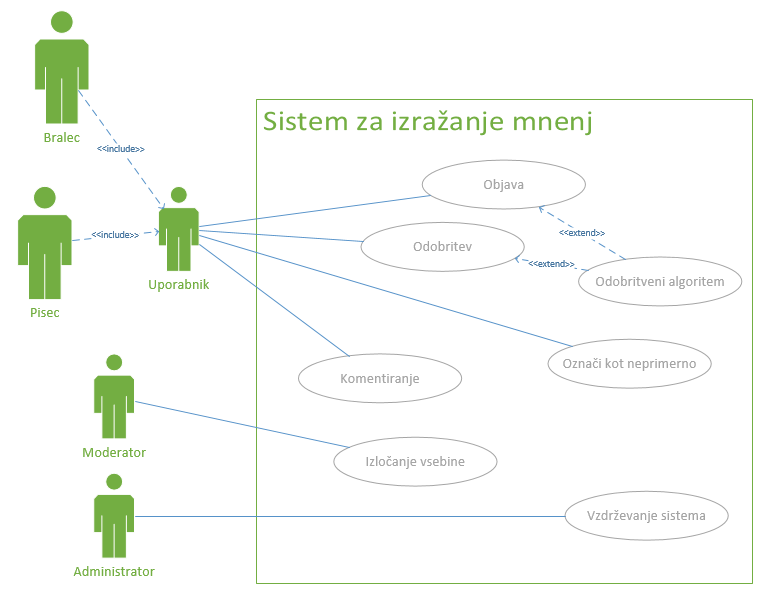 Bralec
<<include>>
Sistem za izražanje mnenj
Objava
Pisec
<<include>>
Uporabnik
Odobritev
<<extend>>
<<extend>>
Odobritveni algoritem
Označi kot neprimerno
Komentiranje
Moderator
Izločanje vsebine
Administrator
Vzdrževanje sistema